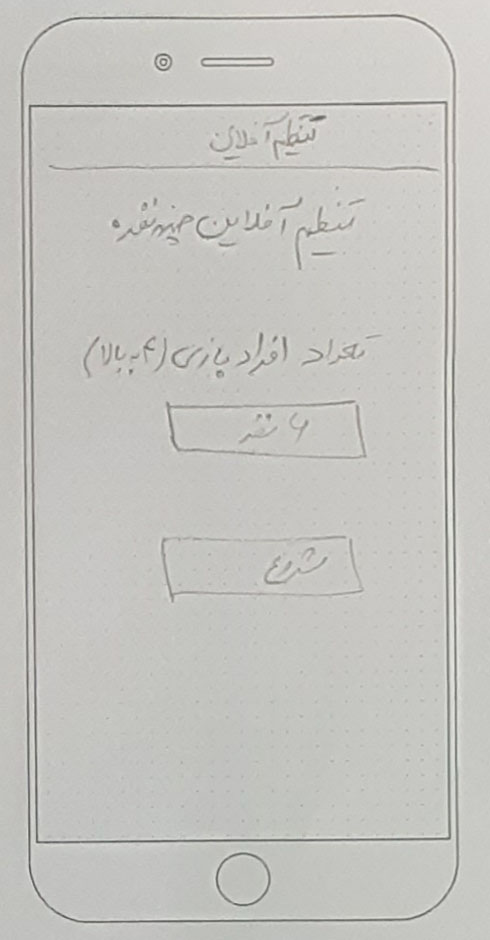 تنظیم آفلاین
تنظیم آفلاین چند نفره
تعداد افراد بازی (۴ به بالا)
۶ نفر
شروع